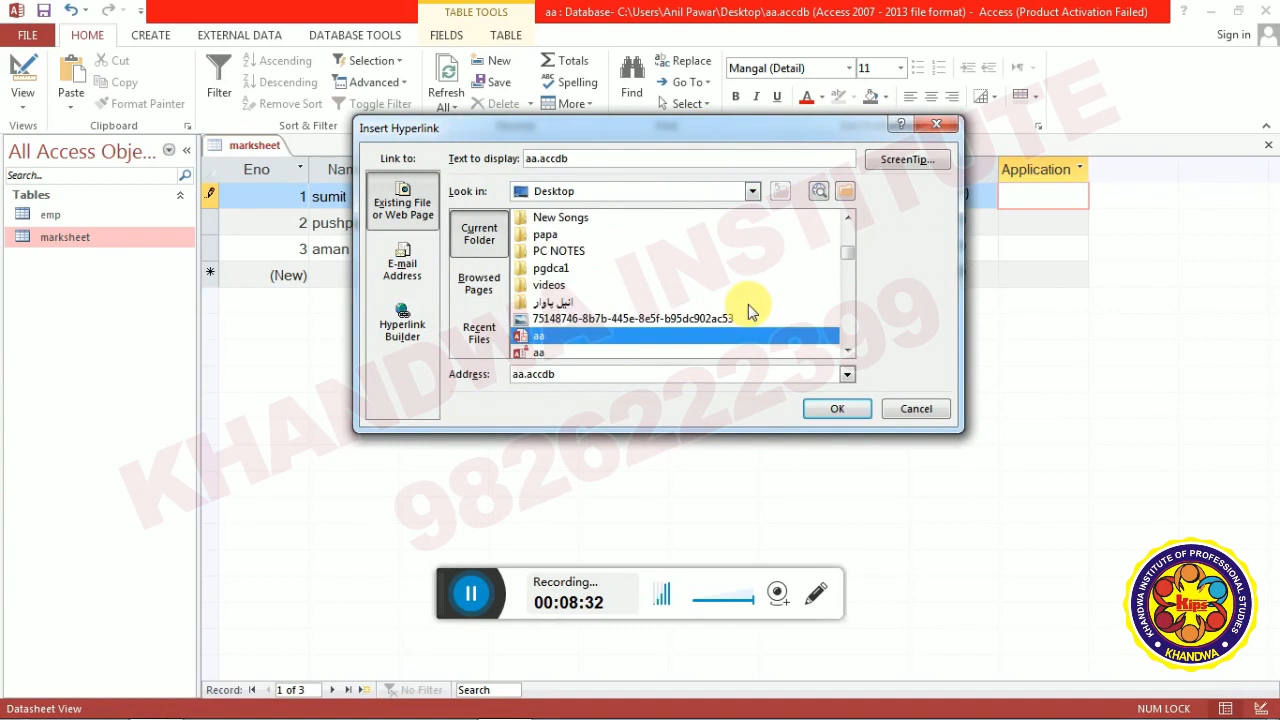 TABLE TOOLS
aa : Database- C:\Users\Anil Pawar\Desktop\aa.accdb (Access 2007 - 2013 file format) - Access (Product Activation Failed)
FILE HOME CREATE EXTERNAL DATA DATABASE TOOLS FIELDS TABLE Sign in
View
Views
Paste
Cut
Copy
Format Painter
Clipboard
Filter
Ascending
Descending
Remove Sort
Selection
Advanced
Toggle Filter
Sort & Filter
Refresh
All
New
Save
Delete
Totals
Spelling
More
Find
Replace
Go To
Select
Mangal (Detail) 11
B I U
All Access Obje...
Search...
Tables
emp
marksheet
marksheet
Eno Nam Application
1 sumit
2 pushp
3 aman
(New)
Insert Hyperlink
Link to:
Existing File
or Web Page
E-mail
Address
Hyperlink
Builder
Text to display: aa.accdb ScreenTip...
Look in: Desktop
Current
Folder
Browsed
Pages
Recent
Files
New Songs
papa
PC NOTES
pgdca1
videos
انیل پاوار
75148746-8b7b-445e-8e5f-b95dc902ac53
aa
aa
Address: aa.accdb
OK Cancel
KHANDWA INSTITUTE
9826222399
Recording...
00:08:32
KHANDWA INSTITUTE OF PROFESSIONAL STUDIES
Kips
KHANDWA
Record: 1 of 3 No Filter Search
Datasheet View NUM LOCK